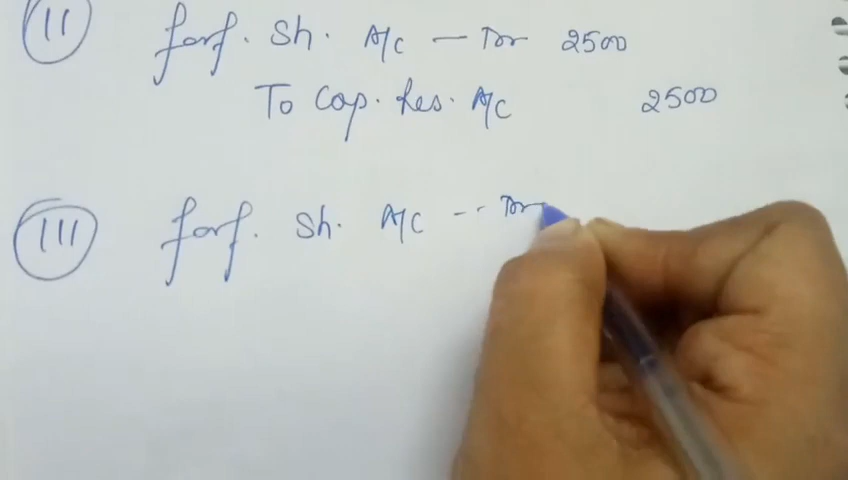 II forf. Sh. A/C — Dr 2500
To Cap. Res. A/C 2500
III forf. Sh. A/C -- Dr